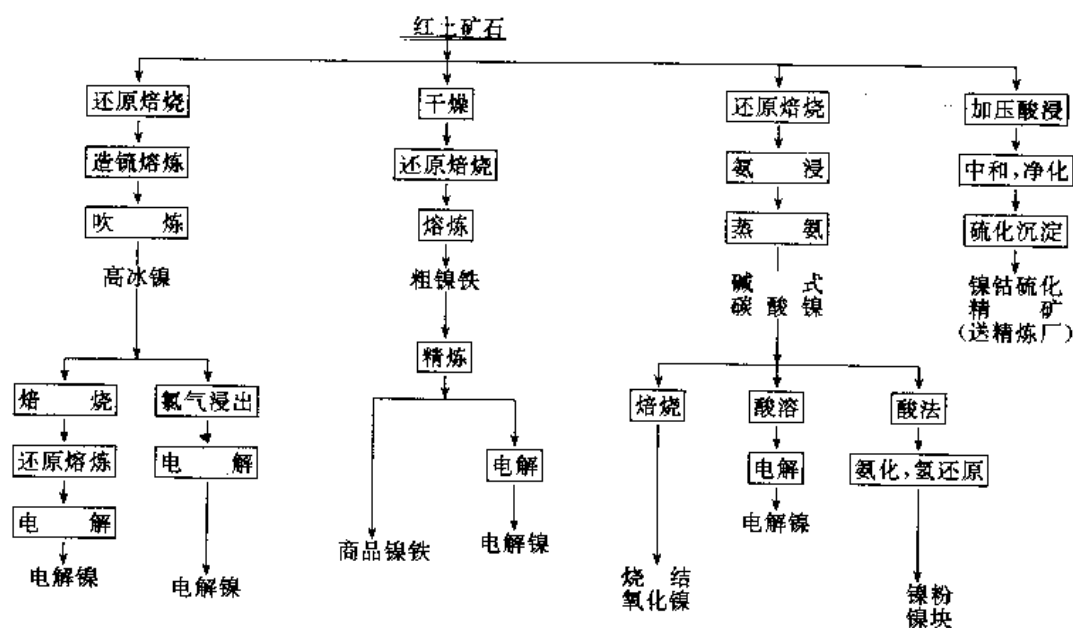 红土矿石
还原焙烧
造硫熔炼
吹 炼
高冰镍
焙 烧
还原熔炼
电 解
电解镍
氯气浸出
电 解
电解镍
干燥
还原焙烧
熔炼
粗镍铁
精炼
商品镍铁
电解
电解镍
还原焙烧
氨 浸
蒸 氨
碱 式
碳 酸 镍
焙烧
烧 结
氧化镍
酸溶
电解
电解镍
酸法
氨化,氢还原
镍粉
镍块
加压酸浸
中和,净化
硫化沉淀
镍钴硫化
精 矿
(送精炼厂)